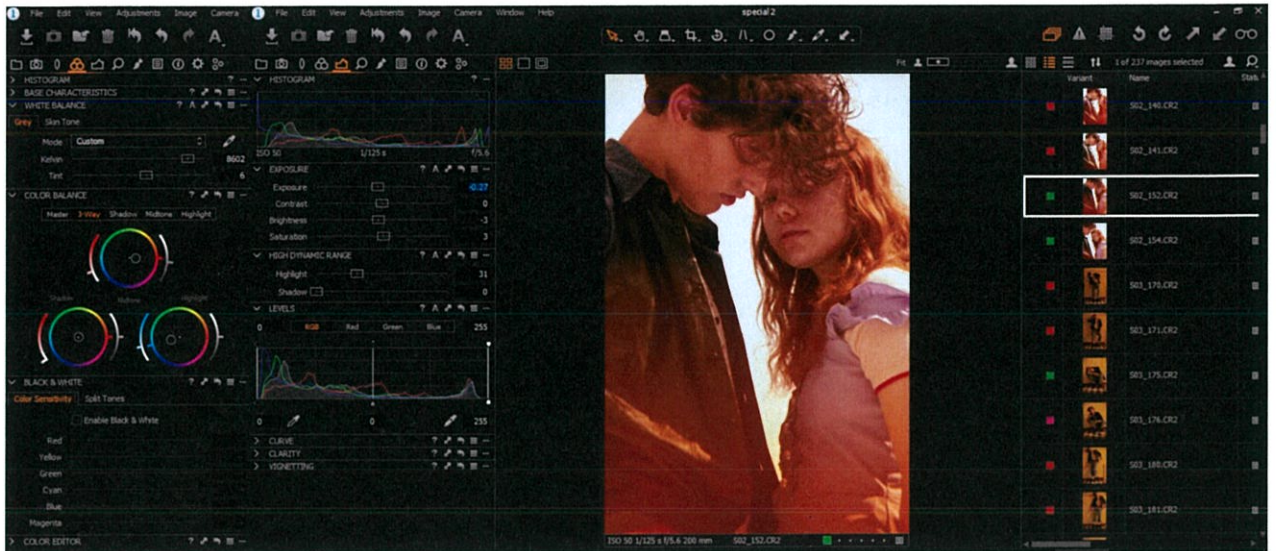 File Edit View Adjustments Image Camera
File Edit View Adjustments Image Camera Window Help
special2
HISTOGRAM ?
BASE CHARACTERISTICS ?
WHITE BALANCE ? A
Grey Skin Tone
Mode Custom
Kelvin 8602
Tint 6
COLOR BALANCE ?
Master 3-Way Shadow Midtone Highlight
Shadow Midtone Highlight
BLACK & WHITE ?
Color Sensitivity Split Tones
Enable Black & White
Red
Yellow
Green
Cyan
Blue
Magenta
COLOR EDITOR ?
HISTOGRAM ?
ISO 50 1/125 s f/5.6
EXPOSURE ? A
Exposure -0.27
Contrast 0
Brightness -3
Saturation 3
HIGH DYNAMIC RANGE ? A
Highlight 31
Shadow 0
LEVELS ? A
0 RGB Red Green Blue 255
0 0 255
CURVE ?
CLARITY ?
VIGNETTING ?
Fit
ISO 50 1/125 s f/5.6 200 mm S02_152.CR2
1 of 237 images selected
Variant Name
S02_140.CR2
S02_141.CR2
S02_152.CR2
S02_154.CR2
S03_170.CR2
S03_171.CR2
S03_175.CR2
S03_176.CR2
S03_180.CR2
S03_181.CR2